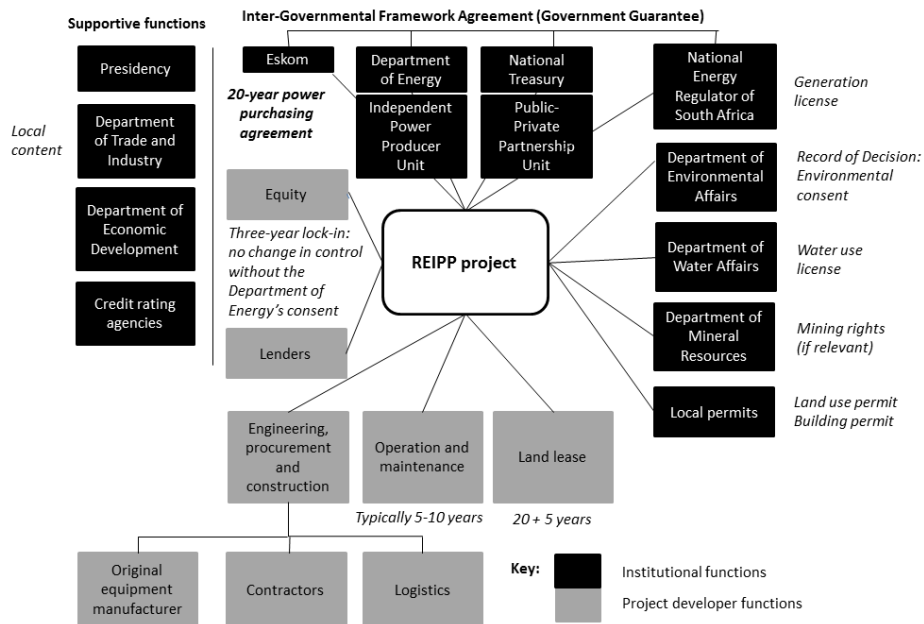 Inter-Governmental Framework Agreement (Government Guarantee)
Supportive functions
Presidency
Local
content
Department of
Trade and
Industry
Department of
Economic
Development
Credit rating
agencies
Eskom
20-year power
purchasing
agreement
Department
of Energy
Independent
Power
Producer
Unit
National
Treasury
Public-
Private
Partnership
Unit
National
Energy
Regulator of
South Africa
Generation
license
Department of
Environmental
Affairs
Record of Decision:
Environmental
consent
Department of
Water Affairs
Water use
license
Department of
Mineral
Resources
Mining rights
(if relevant)
Local permits
Land use permit
Building permit
Equity
Three-year lock-in:
no change in control
without the
Department of
Energy's consent
Lenders
REIPP project
Engineering,
procurement
and
construction
Operation and
maintenance
Typically 5-10 years
Land lease
20 + 5 years
Original
equipment
manufacturer
Contractors
Logistics
Key:
Institutional functions
Project developer functions